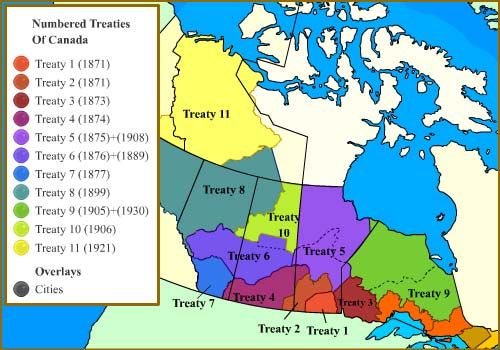 Numbered Treaties
Of Canada
Treaty 1 (1871)
Treaty 2 (1871)
Treaty 3 (1873)
Treaty 4 (1874)
Treaty 5 (1875)+(1908)
Treaty 6 (1876)+(1889)
Treaty 7 (1877)
Treaty 8 (1899)
Treaty 9 (1905)+(1930)
Treaty 10 (1906)
Treaty 11 (1921)
Overlays
Cities
Treaty 11
Treaty 8
Treaty
10
Treaty 6
Treaty 5
Treaty 7
Treaty 4
Treaty 3
Treaty 9
Treaty 2
Treaty 1